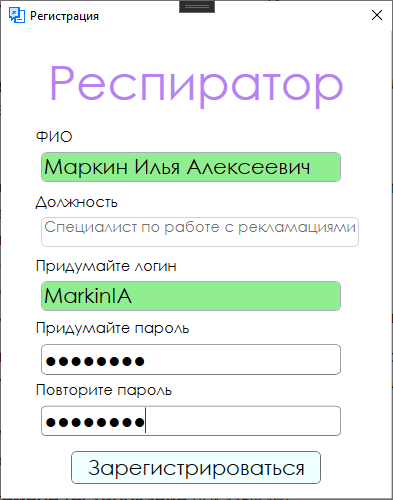 Регистрация
Респиратор
ФИО
Маркин Илья Алексеевич
Должность
Специалист по работе с рекламациями
Придумайте логин
MarkinIA
Придумайте пароль
●●●●●●●●
Повторите пароль
●●●●●●●●
Зарегистрироваться